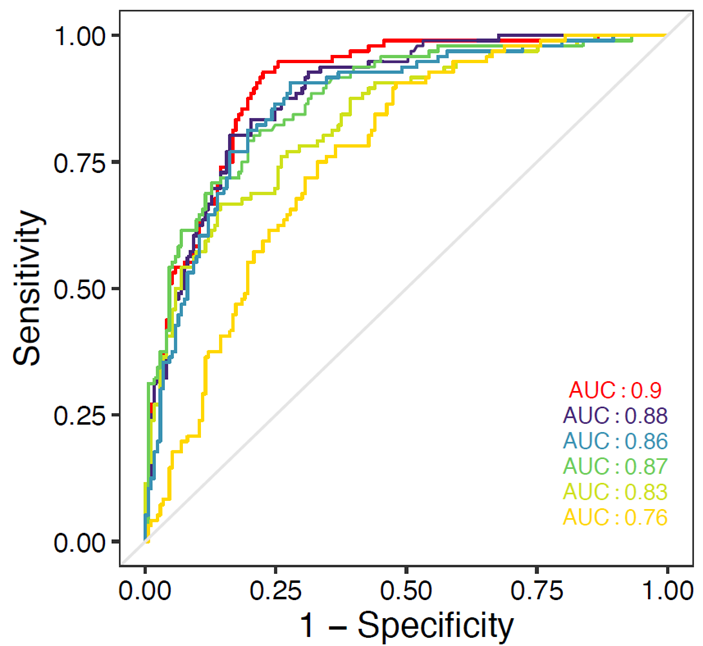 1.00
0.75
0.50
0.25
0.00
Sensitivity
AUC : 0.9
AUC : 0.88
AUC : 0.86
AUC : 0.87
AUC : 0.83
AUC : 0.76
0.00 0.25 0.50 0.75 1.00
1 − Specificity